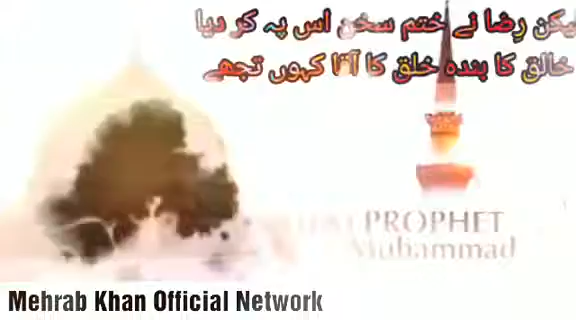 لیکن رضا نے ختم سخن اس پہ کر دیا
خالق کا بندہ خلق کا آقا کہوں تجھے
PROPHET
Muhammad
Mehrab Khan Official Network